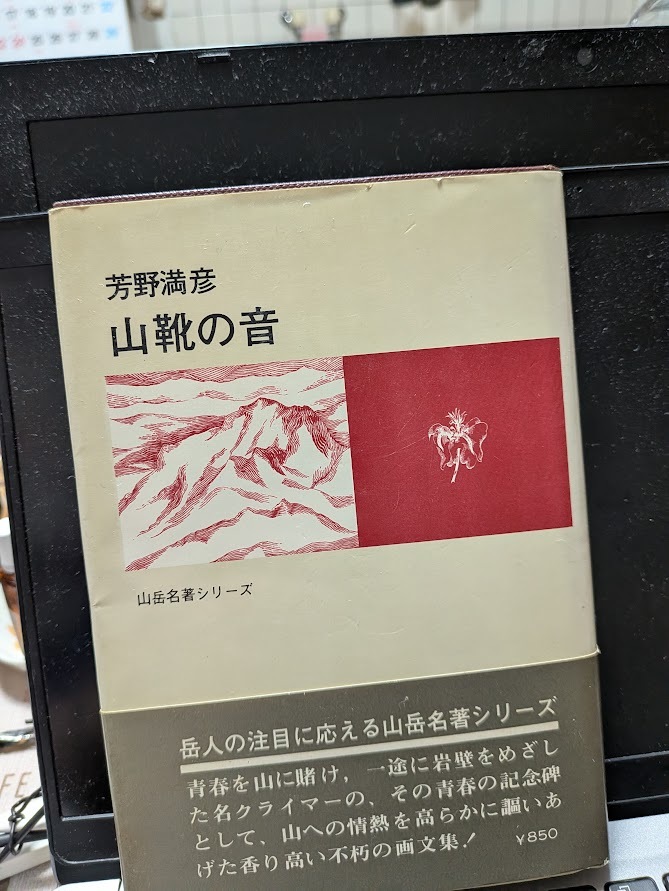 芳野満彦
山靴の音
山岳名著シリーズ
岳人の注目に応える山岳名著シリーズ
青春を山に賭け，一途に岩壁をめざし
た名クライマーの、その青春の記念碑
として、山への情熱を高らかに謳いあ
げた香り高い不朽の画文集！
￥850